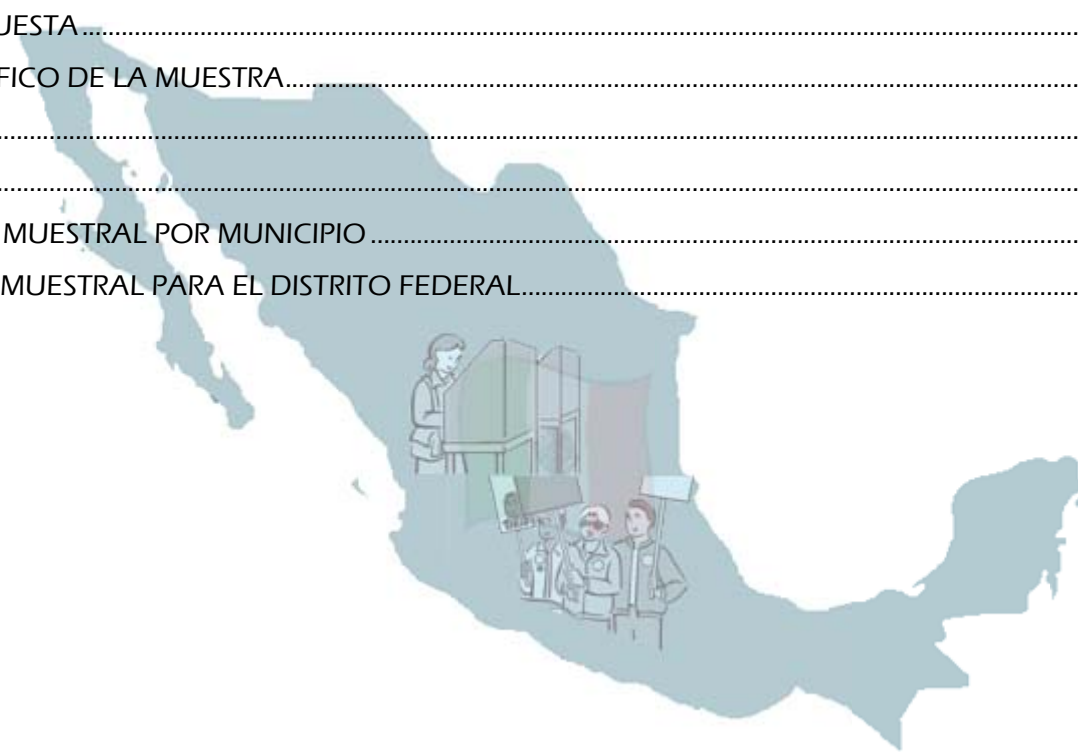 UESTA ..........................................................................................
FICO DE LA MUESTRA..........................................................................................
..........................................................................................
..........................................................................................
MUESTRAL POR MUNICIPIO ..........................................................................................
MUESTRAL PARA EL DISTRITO FEDERAL..........................................................................................